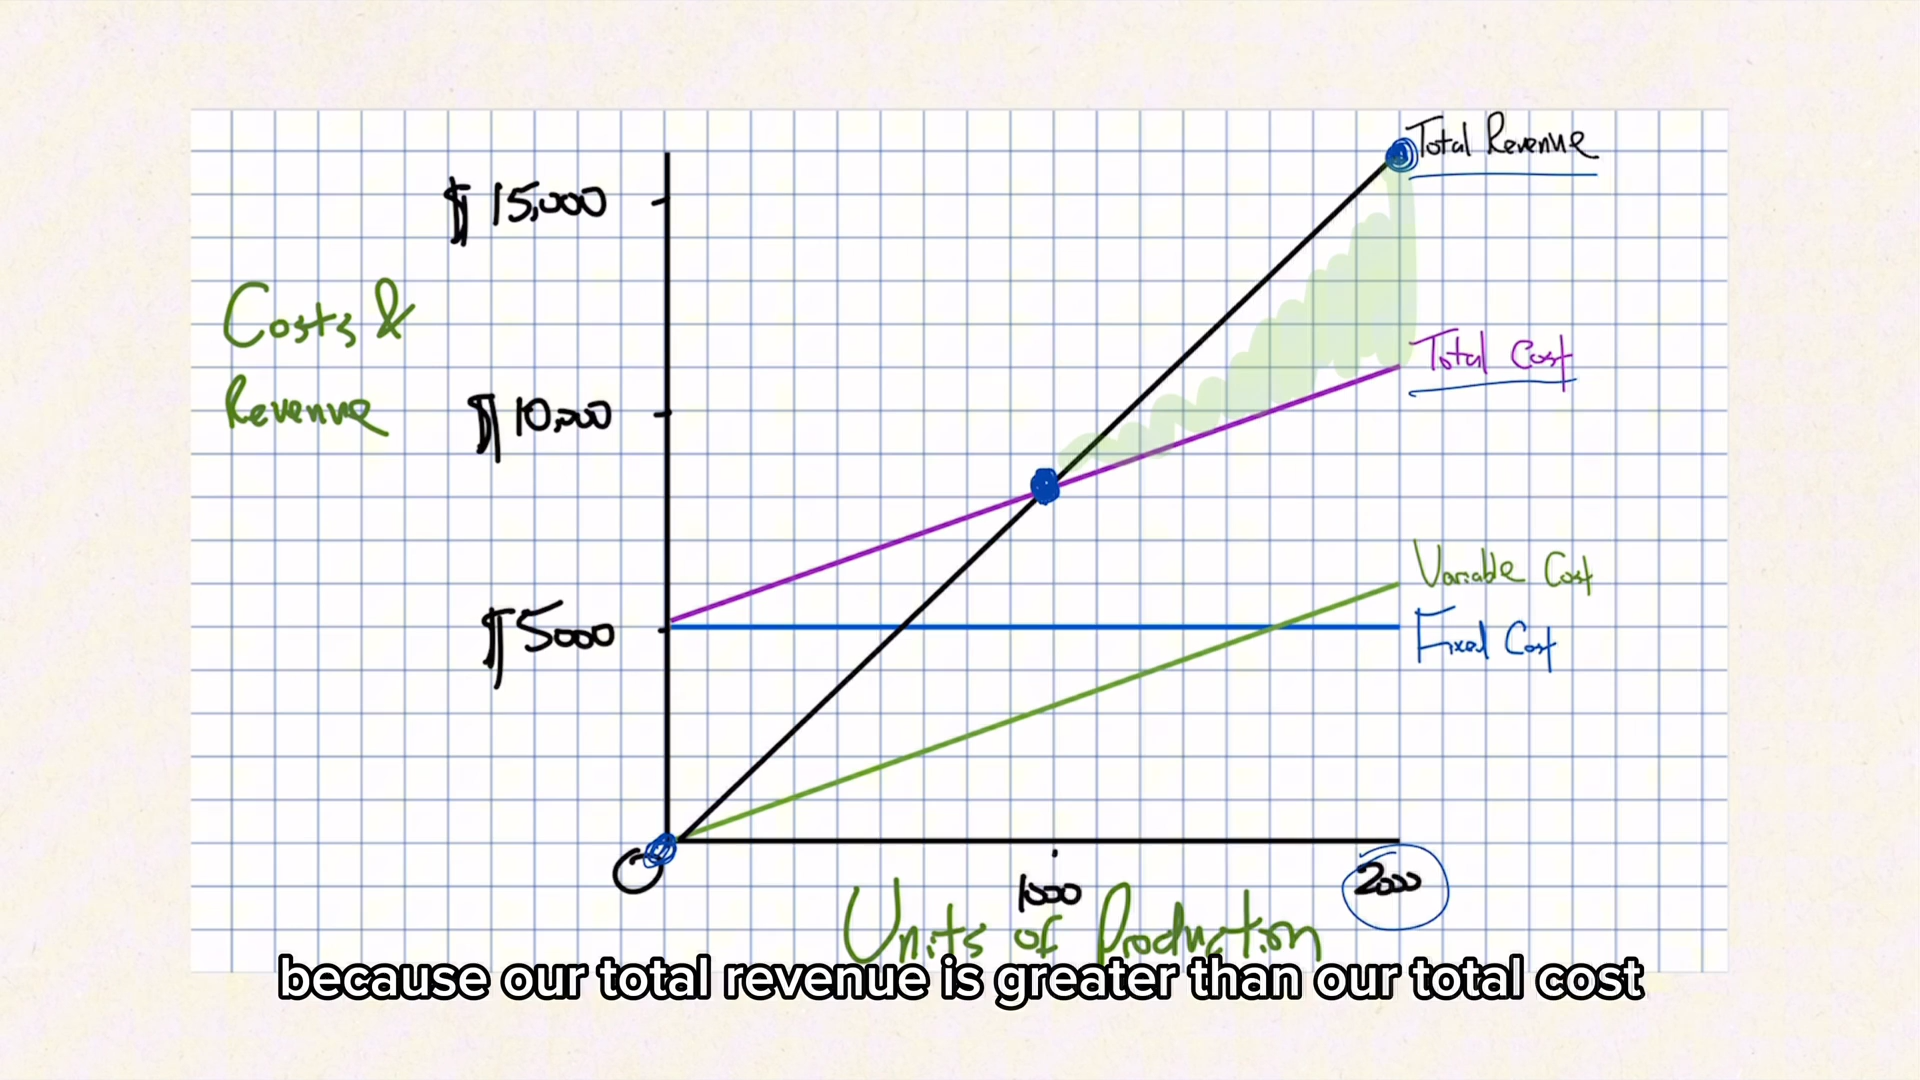 Total Revenue
$ 15,000
Costs &
Revenue
Total Cost
$ 10,000
Variable Cost
$ 5000
Fixed Cost
0
1000
2000
Units of Production
because our total revenue is greater than our total cost